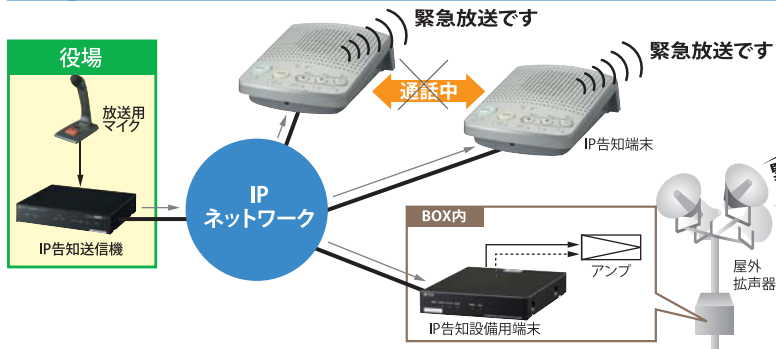 緊急放送です
緊急放送です
役場
放送用
マイク
通話中
IP告知端末
IP
ネットワーク
IP告知送信機
BOX内
アンプ
IP告知設備用端末
屋外
拡声器